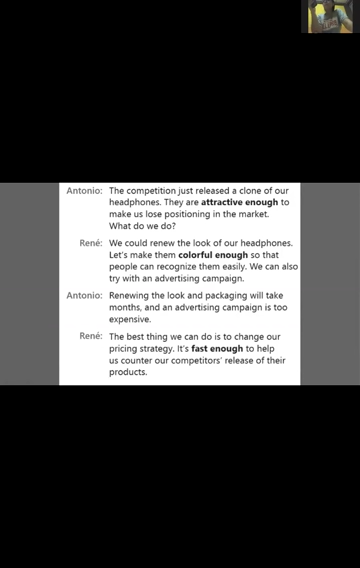 Antonio: The competition just released a clone of our
headphones. They are attractive enough to
make us lose positioning in the market.
What do we do?
René: We could renew the look of our headphones.
Let's make them colorful enough so that
people can recognize them easily. We can also
try with an advertising campaign.
Antonio: Renewing the look and packaging will take
months, and an advertising campaign is too
expensive.
René: The best thing we can do is to change our
pricing strategy. It's fast enough to help
us counter our competitors' release of their
products.